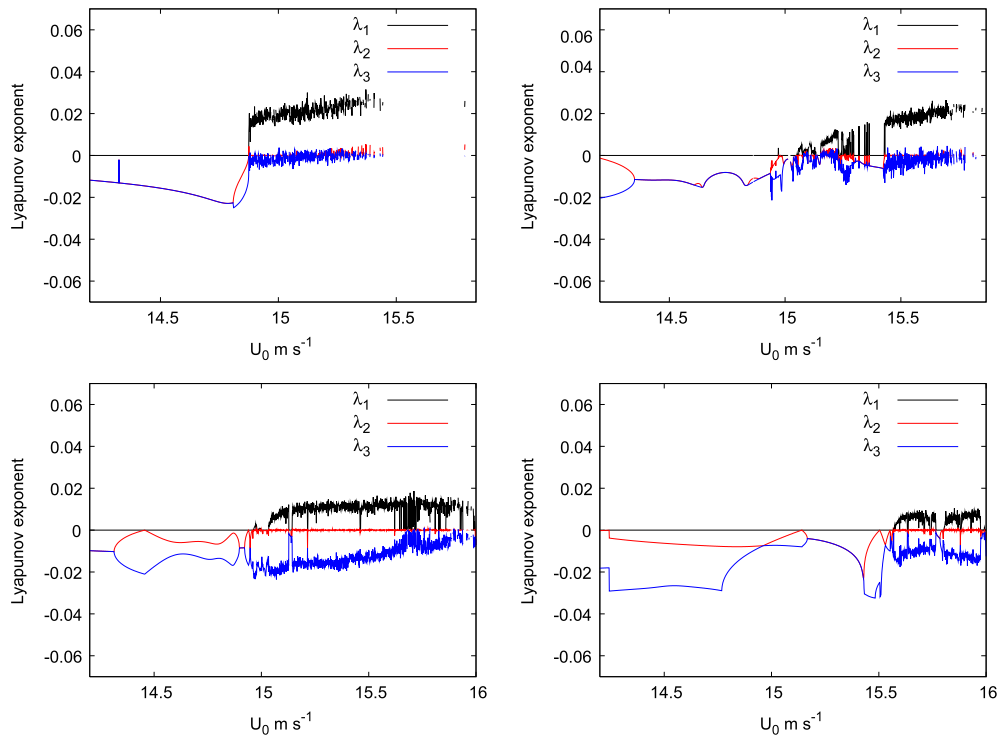 0.06
0.04
0.02
0
-0.02
-0.04
-0.06
Lyapunov exponent
λ1
λ2
λ3
14.5
15
15.5
U0 m s-1
0.06
0.04
0.02
0
-0.02
-0.04
-0.06
Lyapunov exponent
λ1
λ2
λ3
14.5
15
15.5
U0 m s-1
0.06
0.04
0.02
0
-0.02
-0.04
-0.06
Lyapunov exponent
λ1
λ2
λ3
14.5
15
15.5
16
U0 m s-1
0.06
0.04
0.02
0
-0.02
-0.04
-0.06
Lyapunov exponent
λ1
λ2
λ3
14.5
15
15.5
16
U0 m s-1